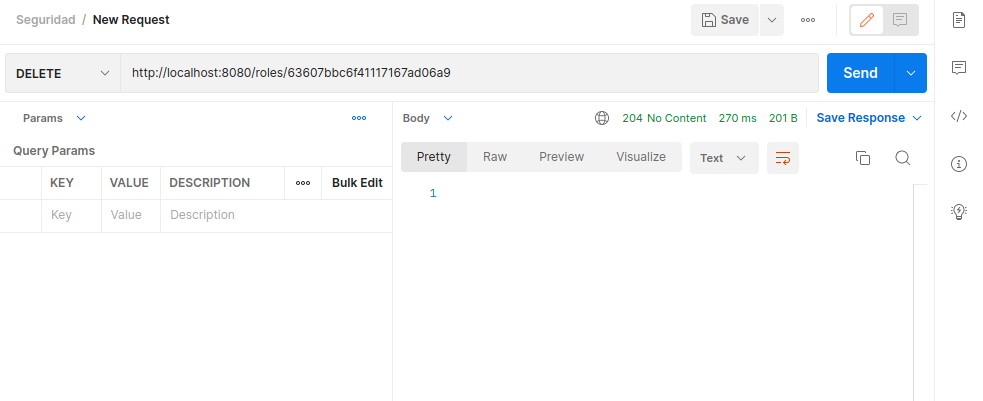 Seguridad / New Request
Save
DELETE
http://localhost:8080/roles/63607bbc6f41117167ad06a9
Send
Params
Body
204 No Content 270 ms 201 B Save Response
Query Params
Pretty Raw Preview Visualize Text
KEY VALUE DESCRIPTION Bulk Edit
1
Key Value Description